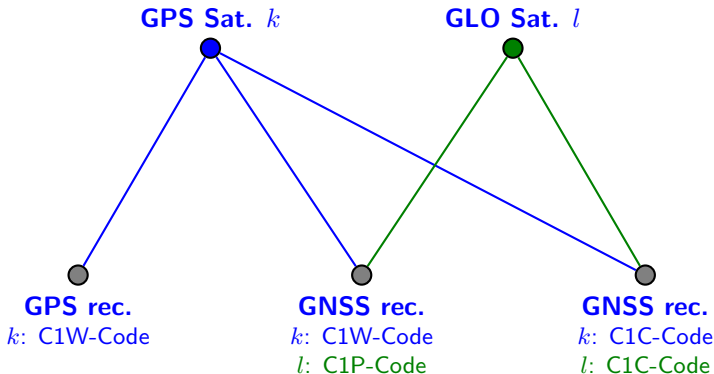 GPS Sat. k
GLO Sat. l
GPS rec.
k: C1W-Code
GNSS rec.
k: C1W-Code
l: C1P-Code
GNSS rec.
k: C1C-Code
l: C1C-Code